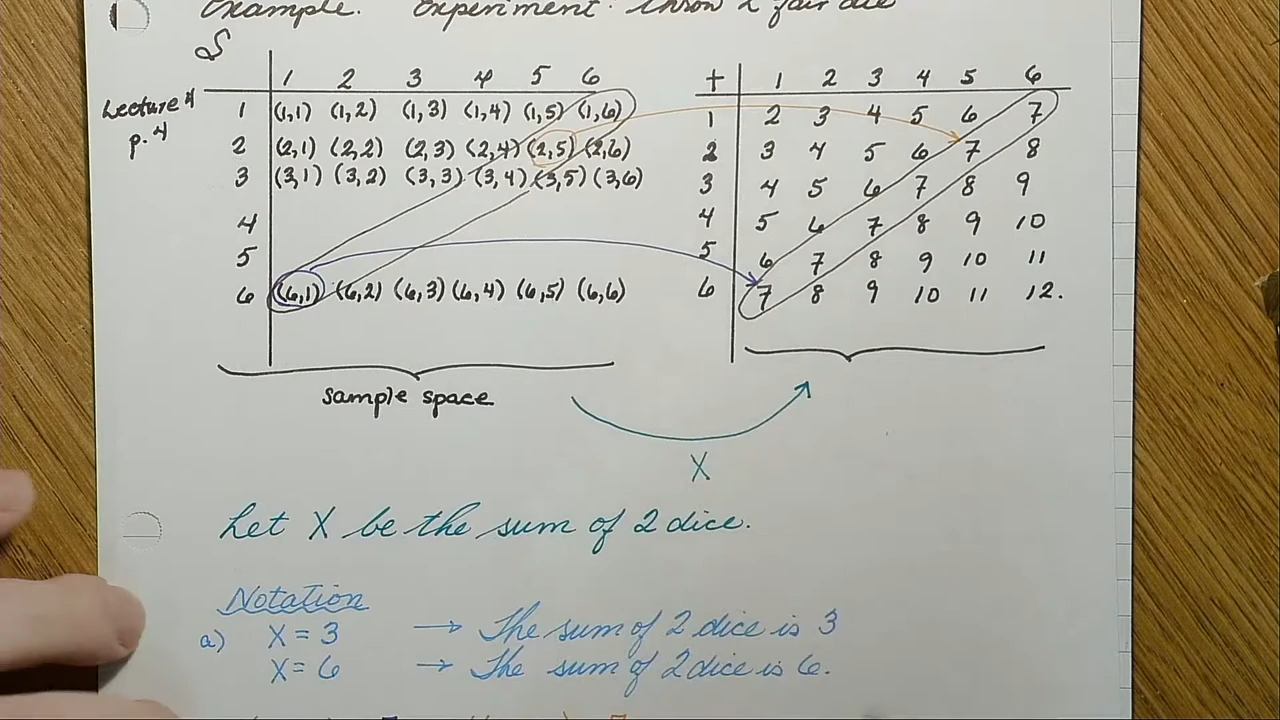 Example. Experiment: throw 2 fair die
S
1 2 3 4 5 6
Lecture 4
p. 4
1 (1,1) (1,2) (1,3) (1,4) (1,5) (1,6)
2 (2,1) (2,2) (2,3) (2,4) (2,5) (2,6)
3 (3,1) (3,2) (3,3) (3,4) (3,5) (3,6)
4
5
6 (6,1) (6,2) (6,3) (6,4) (6,5) (6,6)
sample space
+ 1 2 3 4 5 6
1 2 3 4 5 6 7
2 3 4 5 6 7 8
3 4 5 6 7 8 9
4 5 6 7 8 9 10
5 6 7 8 9 10 11
6 7 8 9 10 11 12.
X
Let X be the sum of 2 dice.
Notation
a) X = 3 → The sum of 2 dice is 3
X = 6 → The sum of 2 dice is 6.